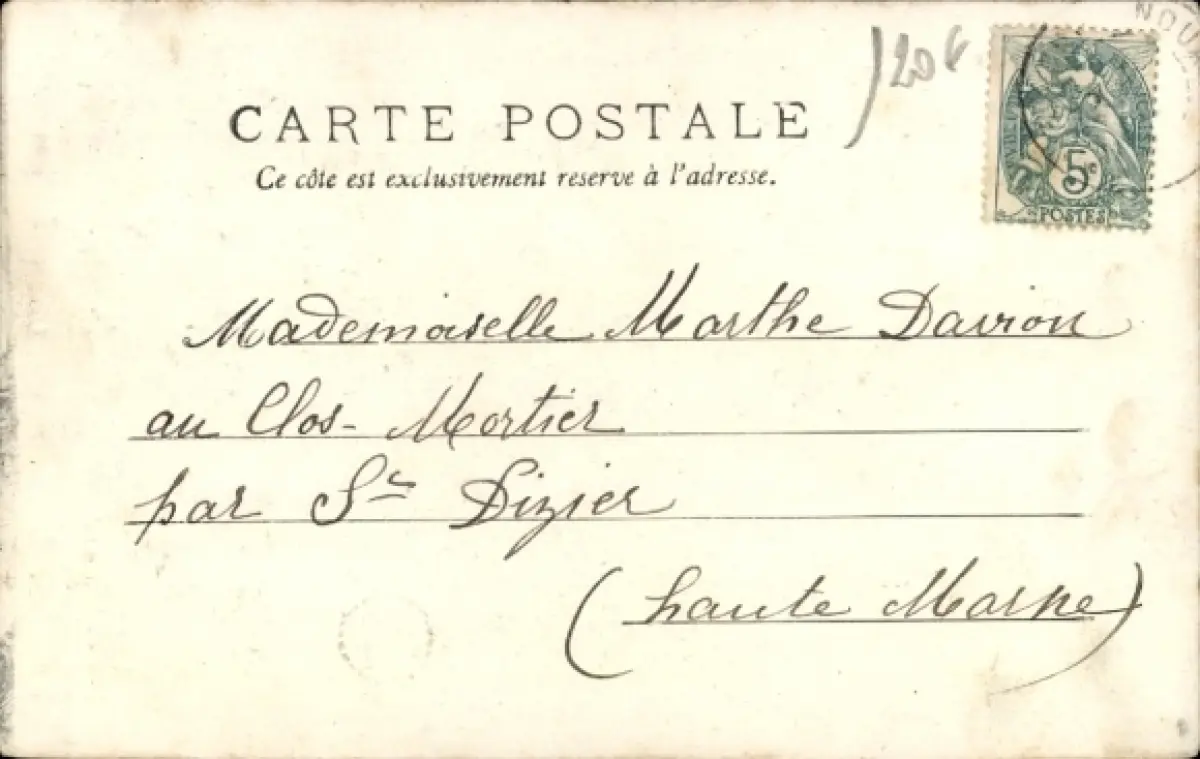 CARTE POSTALE
Ce côte est exclusivement reserve à l'adresse.
5c
POSTES
Mademoiselle Marthe Davion
au Clos-Mortier
par St Dizier
(haute Marne)